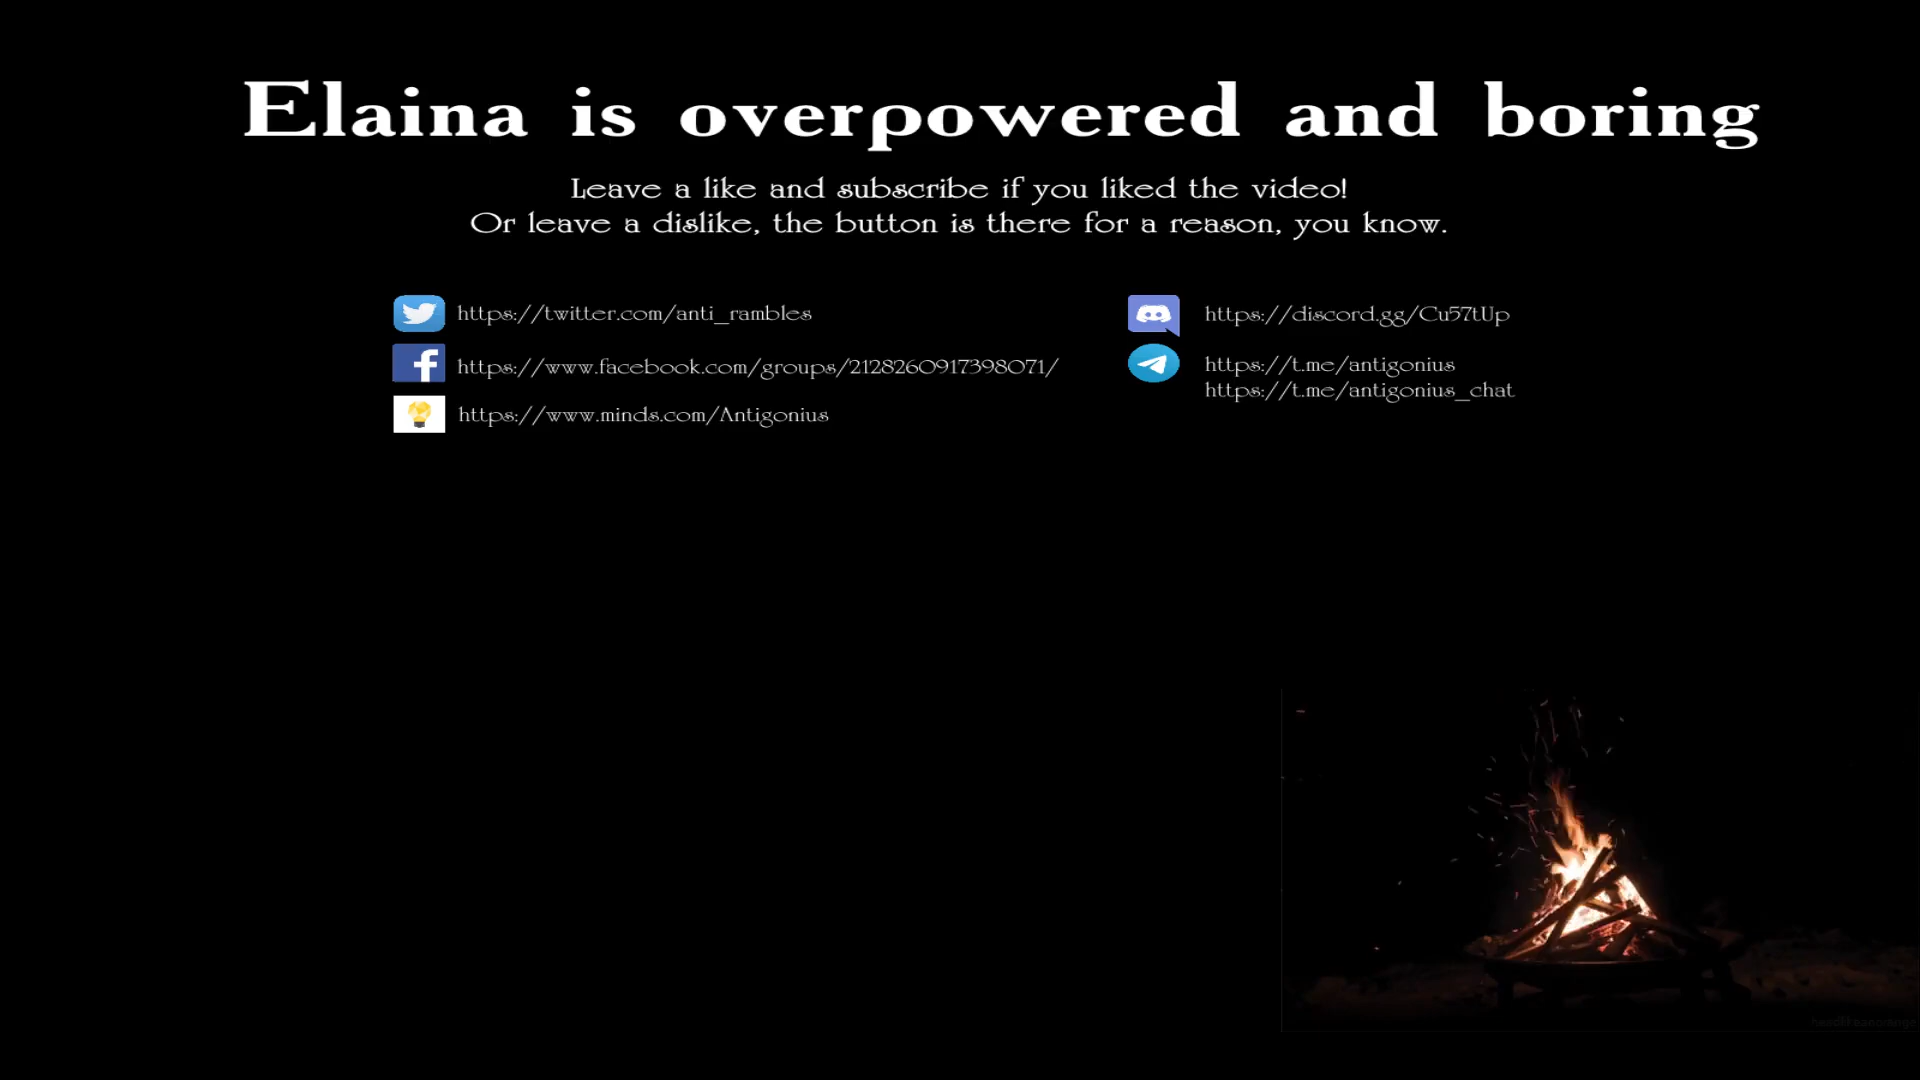 Elaina is overpowered and boring
Leave a like and subscribe if you liked the video!
Or leave a dislike, the button is there for a reason, you know.
https://twitter.com/anti_rambles
https://www.facebook.com/groups/2128260917398071/
https://www.minds.com/Antigonius
https://discord.gg/Cu57tUp
https://t.me/antigonius
https://t.me/antigonius_chat